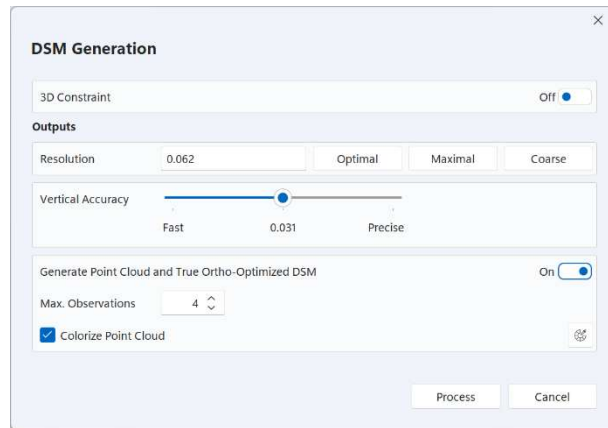 DSM Generation
3D Constraint Off
Outputs
Resolution 0.062 Optimal Maximal Coarse
Vertical Accuracy
Fast 0.031 Precise
Generate Point Cloud and True Ortho-Optimized DSM On
Max. Observations 4
Colorize Point Cloud
Process Cancel